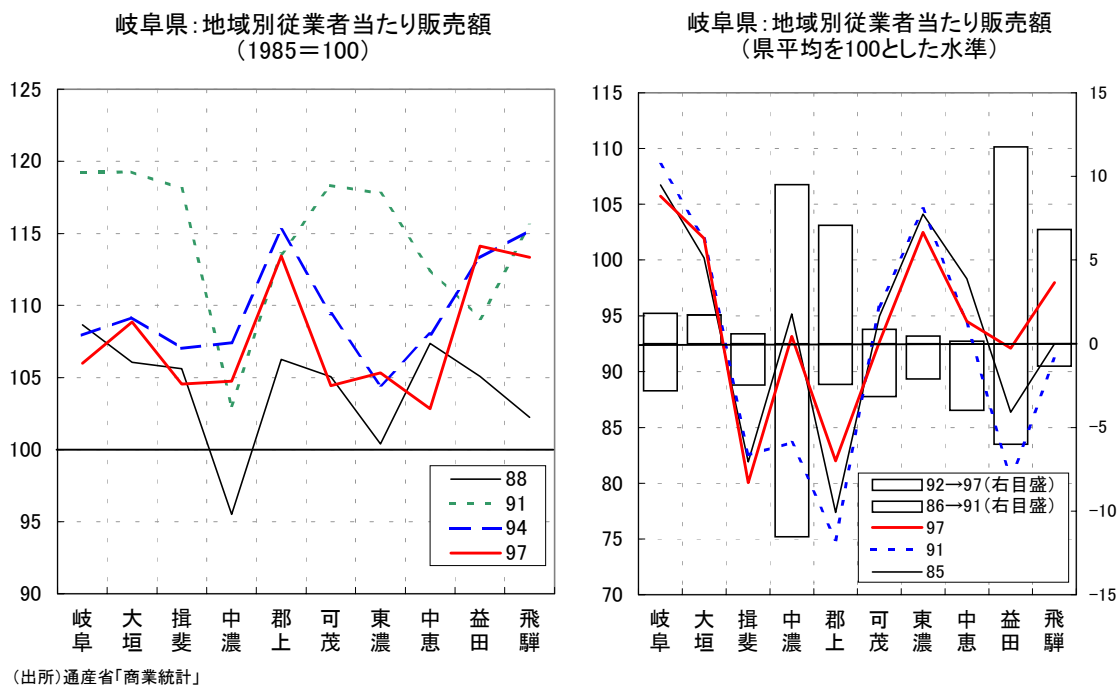 岐阜県:地域別従業者当たり販売額
(1985=100)
125
120
115
110
105
100
95
90
88
91
94
97
岐阜
大垣
揖斐
中濃
郡上
可茂
東濃
中恵
益田
飛騨
岐阜県:地域別従業者当たり販売額
(県平均を100とした水準)
115
110
105
100
95
90
85
80
75
70
15
10
5
0
−5
−10
−15
92→97(右目盛)
86→91(右目盛)
97
91
85
岐阜
大垣
揖斐
中濃
郡上
可茂
東濃
中恵
益田
飛騨
(出所)通産省「商業統計」